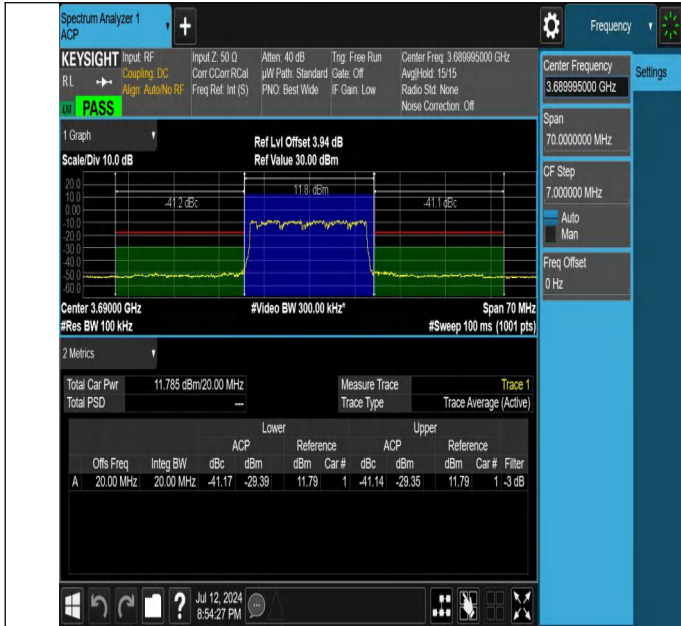 Spectrum Analyzer 1
ACP
+
Frequency
KEYSIGHT
RL
PASS
Input: RF
Coupling: DC
Align: Auto/No RF
Input Z: 50 Ω
Corr CCorr RCal
Freq Ref: Int (S)
Atten: 40 dB
µW Path: Standard
PNO: Best Wide
Trig: Free Run
Gate: Off
IF Gain: Low
Center Freq: 3.689995000 GHz
Avg|Hold: 15/15
Radio Std: None
Noise Correction: Off
Center Frequency
3.689995000 GHz
Settings
Span
70.0000000 MHz
CF Step
7.000000 MHz
Auto
Man
Freq Offset
0 Hz
1 Graph
Scale/Div 10.0 dB
Ref Lvl Offset 3.94 dB
Ref Value 30.00 dBm
20.0
10.0
0.00
-10.0
-20.0
-30.0
-40.0
-50.0
-60.0
-41.2 dBc
11.8 dBm
-41.1 dBc
Center 3.69000 GHz
#Video BW 300.00 kHz*
Span 70 MHz
#Res BW 100 kHz
#Sweep 100 ms (1001 pts)
2 Metrics
Total Car Pwr 11.785 dBm/20.00 MHz
Total PSD ---
Measure Trace Trace 1
Trace Type Trace Average (Active)
Lower Upper
ACP Reference ACP Reference
Offs Freq Integ BW dBc dBm dBm Car # dBc dBm dBm Car # Filter
A 20.00 MHz 20.00 MHz -41.17 -29.39 11.79 1 -41.14 -29.35 11.79 1 -3 dB
?
Jul 12, 2024
8:54:27 PM